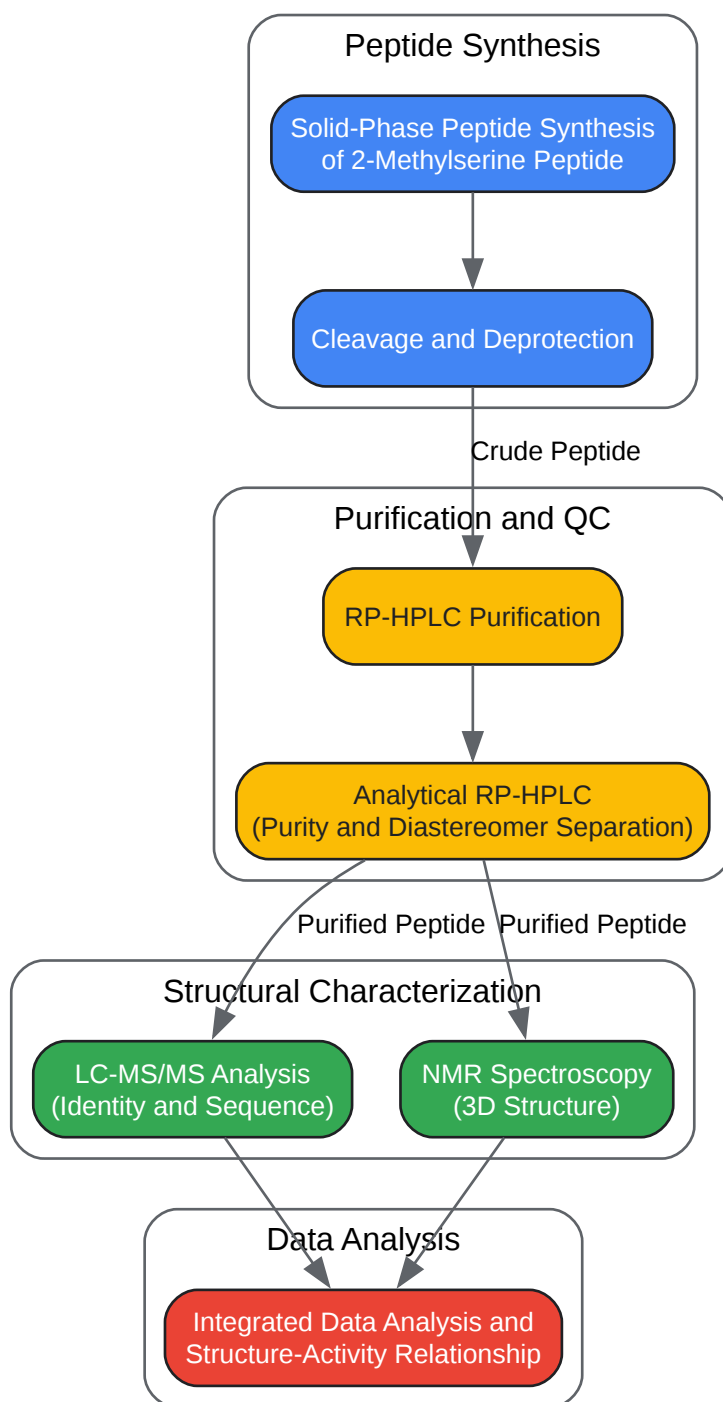 Peptide Synthesis
Solid-Phase Peptide Synthesis
of 2-Methylserine Peptide
Cleavage and Deprotection
Crude Peptide
Purification and QC
RP-HPLC Purification
Analytical RP-HPLC
(Purity and Diastereomer Separation)
Purified Peptide
Purified Peptide
Structural Characterization
LC-MS/MS Analysis
(Identity and Sequence)
NMR Spectroscopy
(3D Structure)
Data Analysis
Integrated Data Analysis and
Structure-Activity Relationship